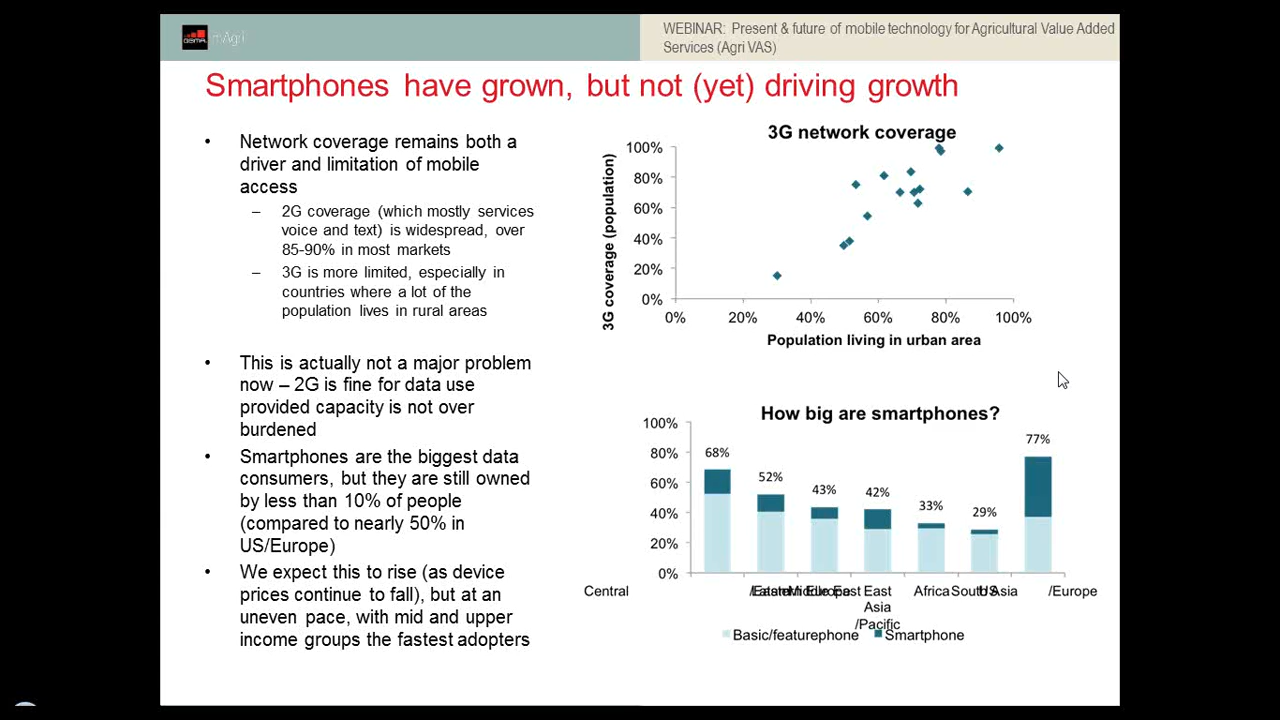 GSMA mAgri
WEBINAR: Present & future of mobile technology for Agricultural Value Added
Services (Agri VAS)
Smartphones have grown, but not (yet) driving growth
• Network coverage remains both a
driver and limitation of mobile
access
– 2G coverage (which mostly services
voice and text) is widespread, over
85-90% in most markets
– 3G is more limited, especially in
countries where a lot of the
population lives in rural areas
• This is actually not a major problem
now – 2G is fine for data use
provided capacity is not over
burdened
• Smartphones are the biggest data
consumers, but they are still owned
by less than 10% of people
(compared to nearly 50% in
US/Europe)
• We expect this to rise (as device
prices continue to fall), but at an
uneven pace, with mid and upper
income groups the fastest adopters
3G network coverage
3G coverage (population)
100%
80%
60%
40%
20%
0%
0% 20% 40% 60% 80% 100%
Population living in urban area
How big are smartphones?
100%
80%
60%
40%
20%
0%
68% 52% 43% 42% 33% 29% 77%
Central /Eastern Europe Middle East East Africa South Asia US /Europe
Asia
/Pacific
Basic/featurephone Smartphone